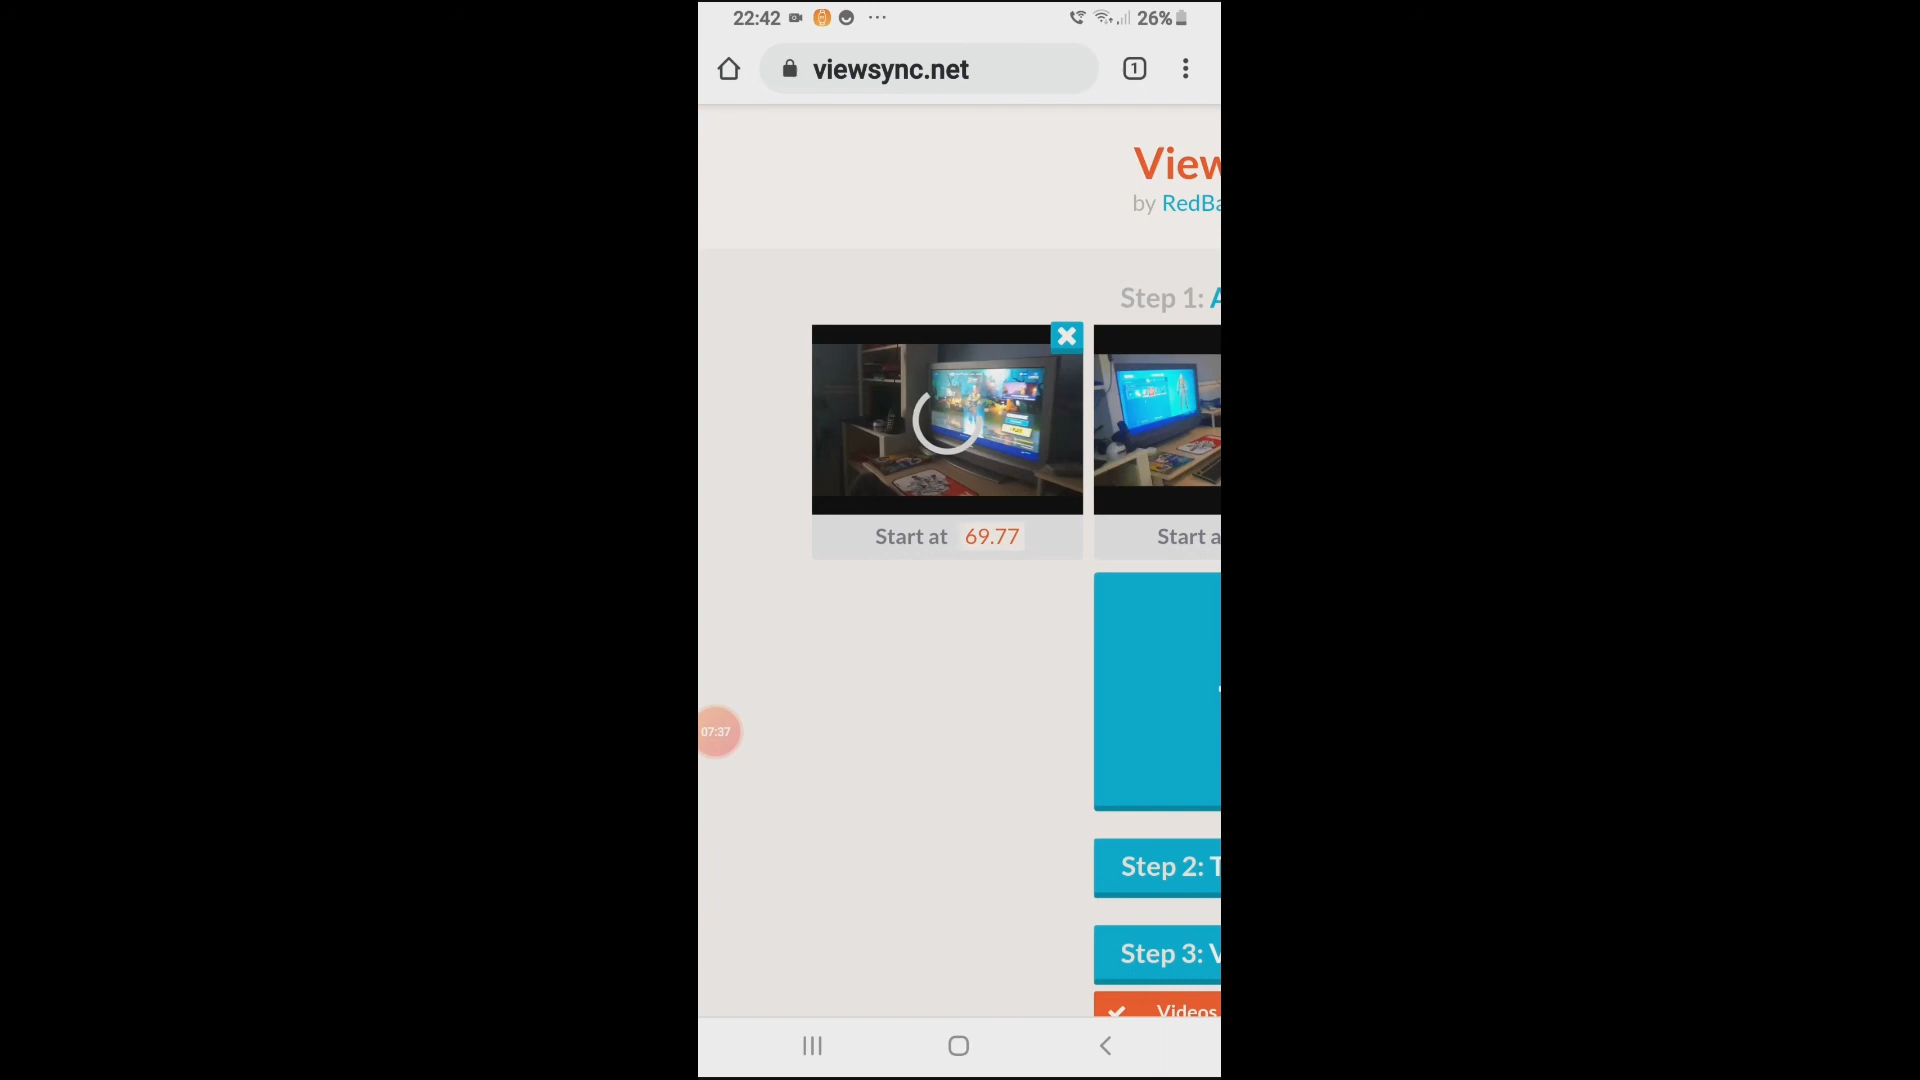 22:42
26%
viewsync.net
1
View
by RedBa
Step 1: A
Start at 69.77
Start a
07:37
Step 2: T
Step 3: V
Videos